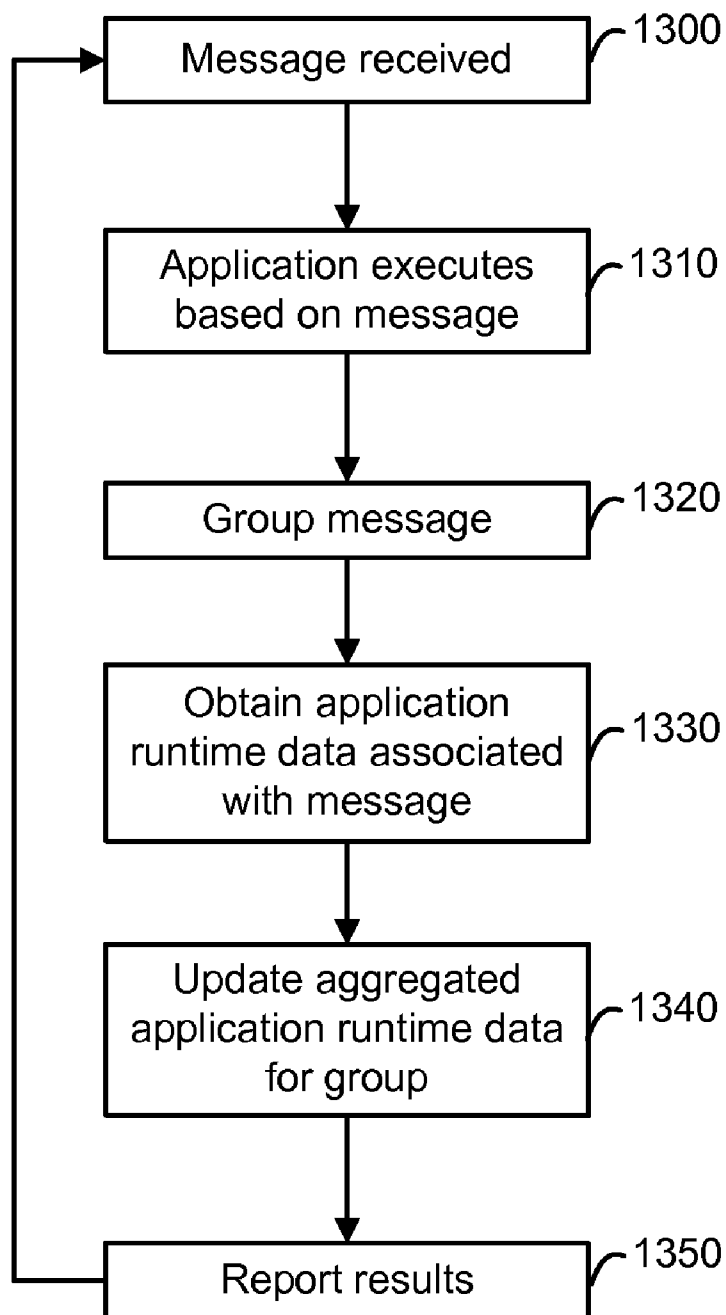 Message received
1300
Application executes
based on message
1310
Group message
1320
Obtain application
runtime data associated
with message
1330
Update aggregated
application runtime data
for group
1340
Report results
1350